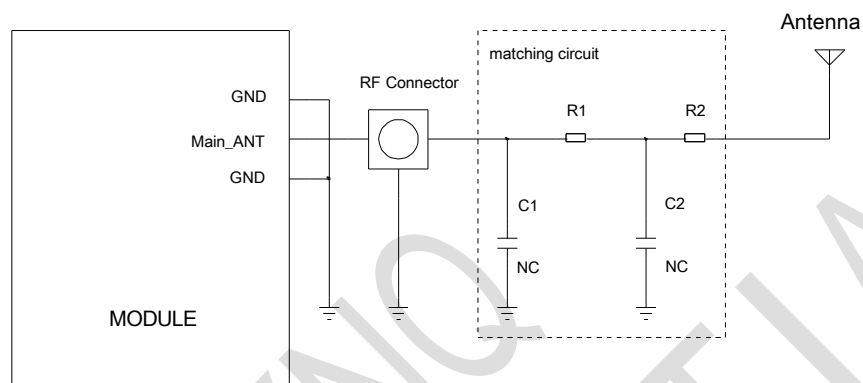 Antenna
matching circuit
RF Connector
GND
R1
R2
Main_ANT
GND
C1
C2
NC
NC
MODULE